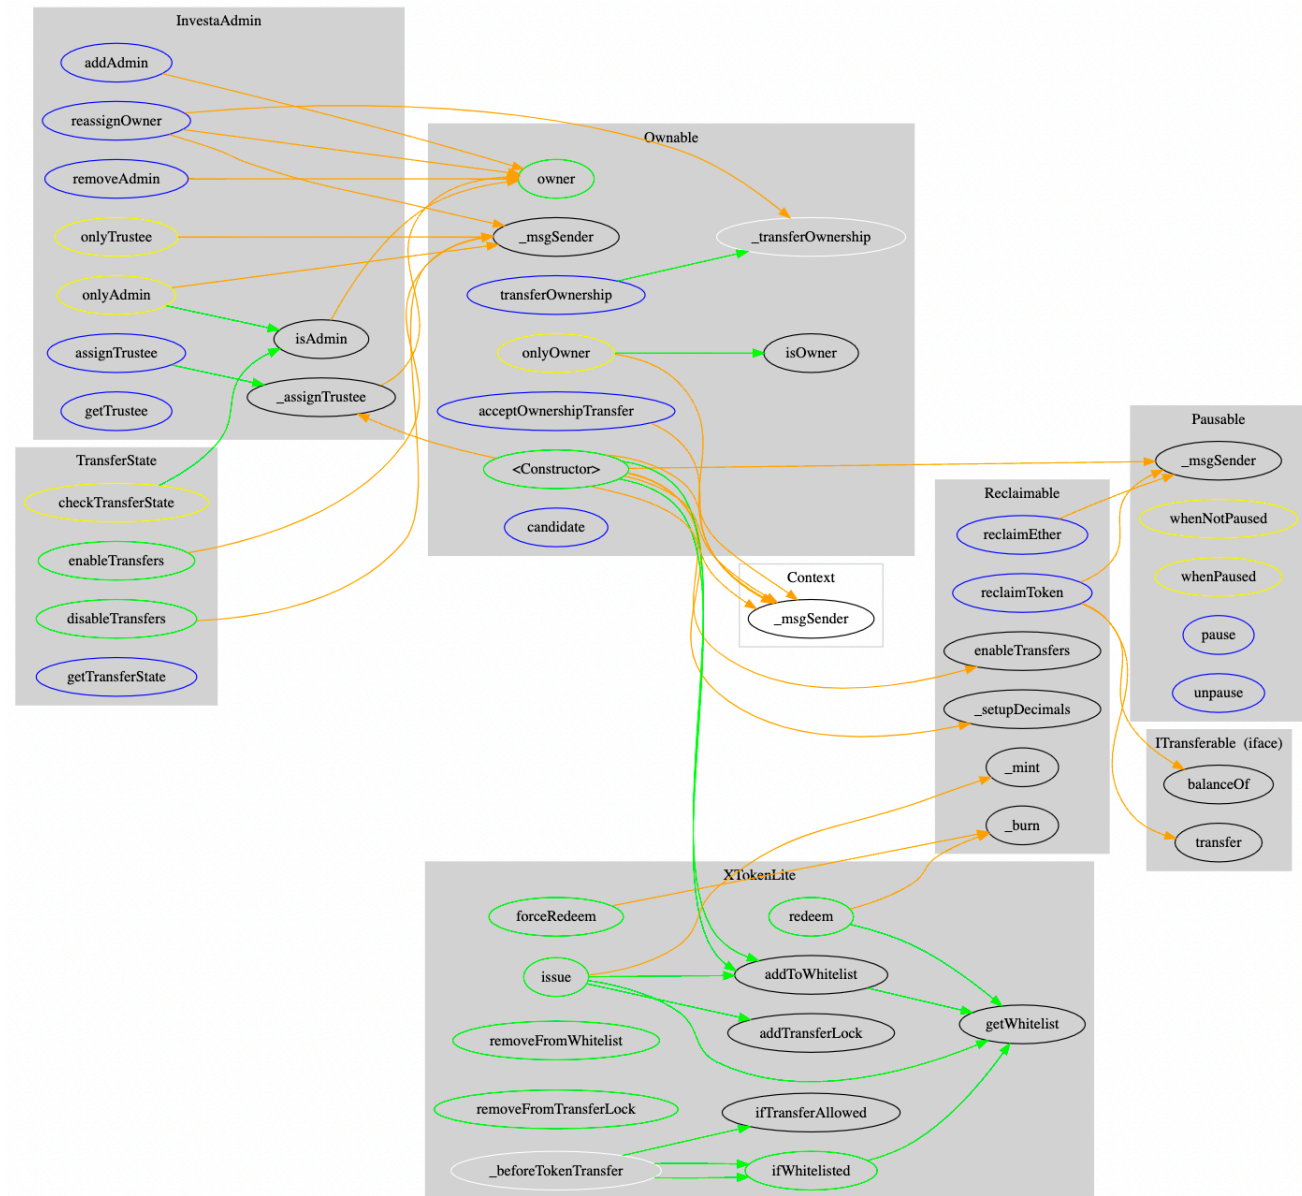 InvestaAdmin
addAdmin
reassignOwner
removeAdmin
onlyTrustee
onlyAdmin
assignTrustee
getTrustee
isAdmin
_assignTrustee
TransferState
checkTransferState
enableTransfers
disableTransfers
getTransferState
Ownable
owner
_msgSender
_transferOwnership
transferOwnership
onlyOwner
isOwner
acceptOwnershipTransfer
<Constructor>
candidate
Context
_msgSender
Reclaimable
reclaimEther
reclaimToken
enableTransfers
_setupDecimals
_mint
_burn
Pausable
_msgSender
whenNotPaused
whenPaused
pause
unpause
ITransferable (iface)
balanceOf
transfer
XTokenLite
forceRedeem
redeem
issue
addToWhitelist
getWhitelist
removeFromWhitelist
addTransferLock
removeFromTransferLock
ifTransferAllowed
_beforeTokenTransfer
ifWhitelisted